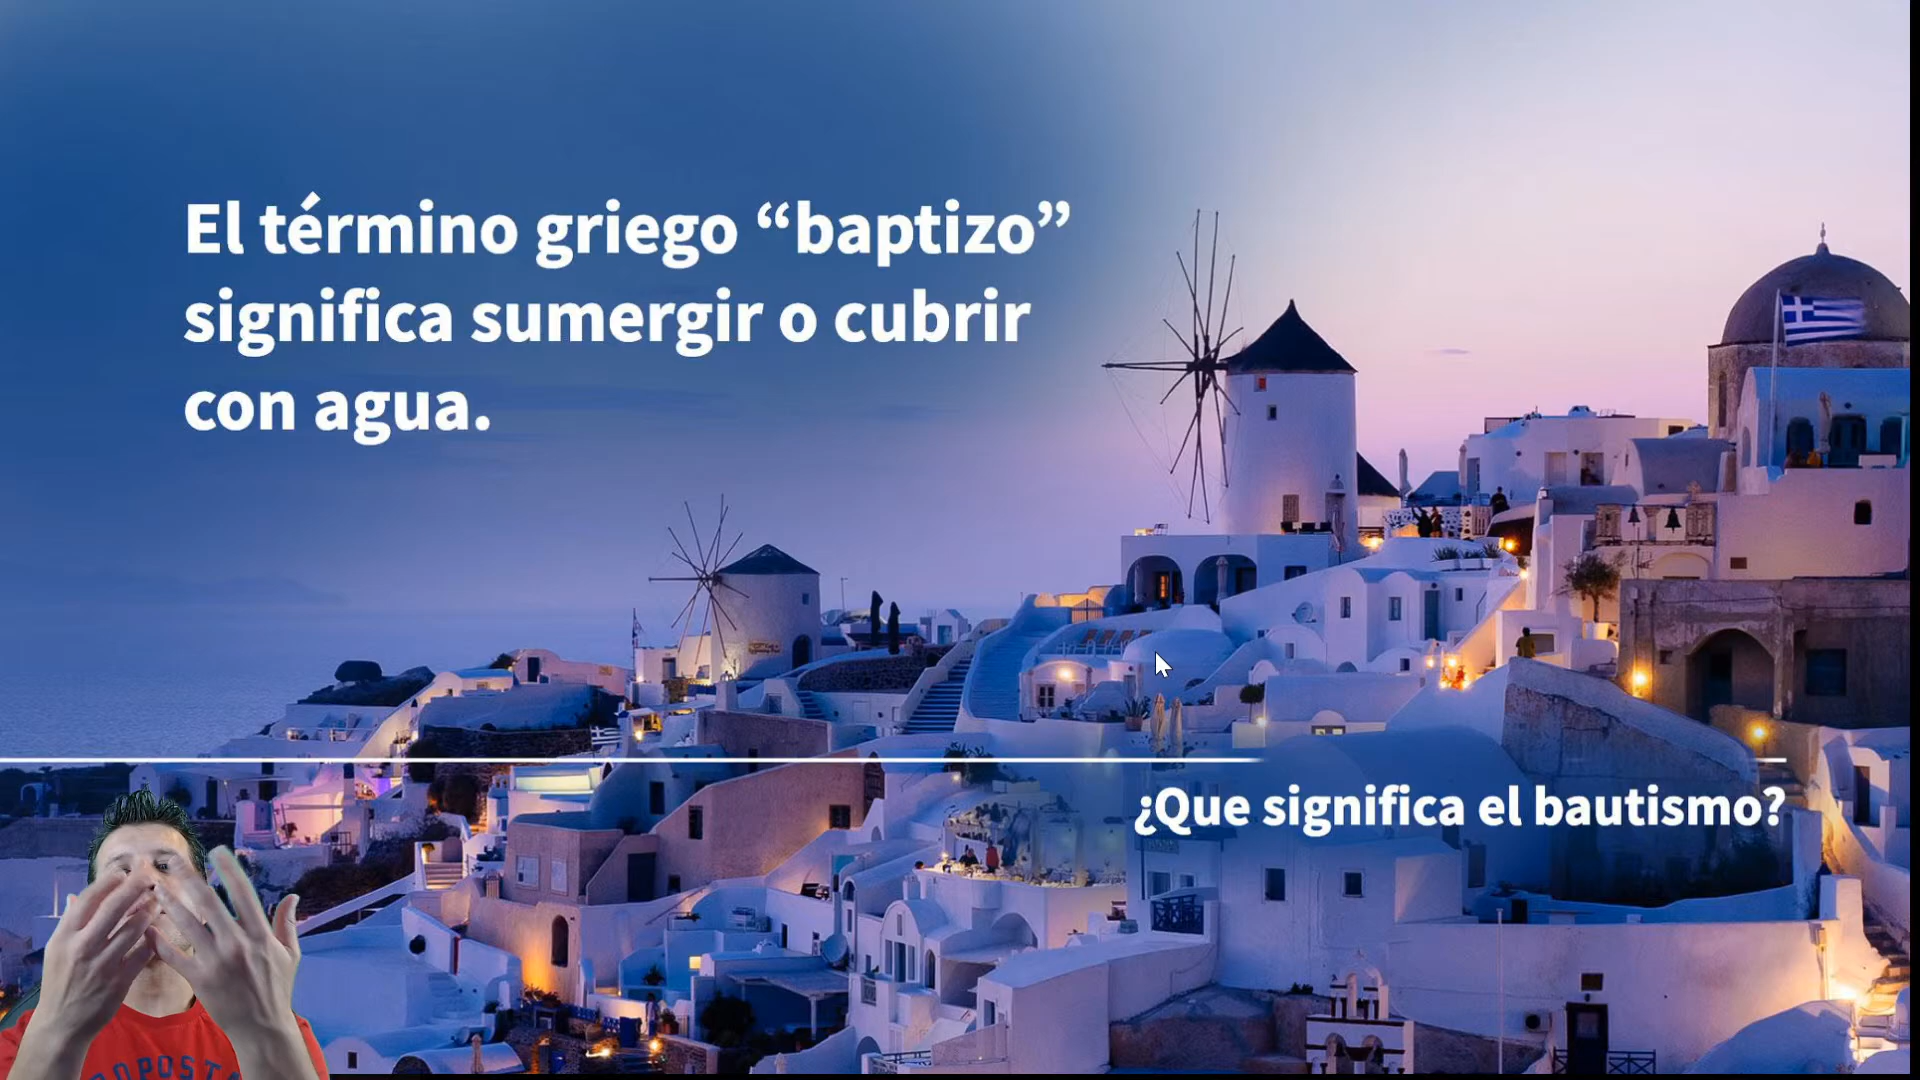 El término griego “baptizo”
significa sumergir o cubrir
con agua.
¿Que significa el bautismo?